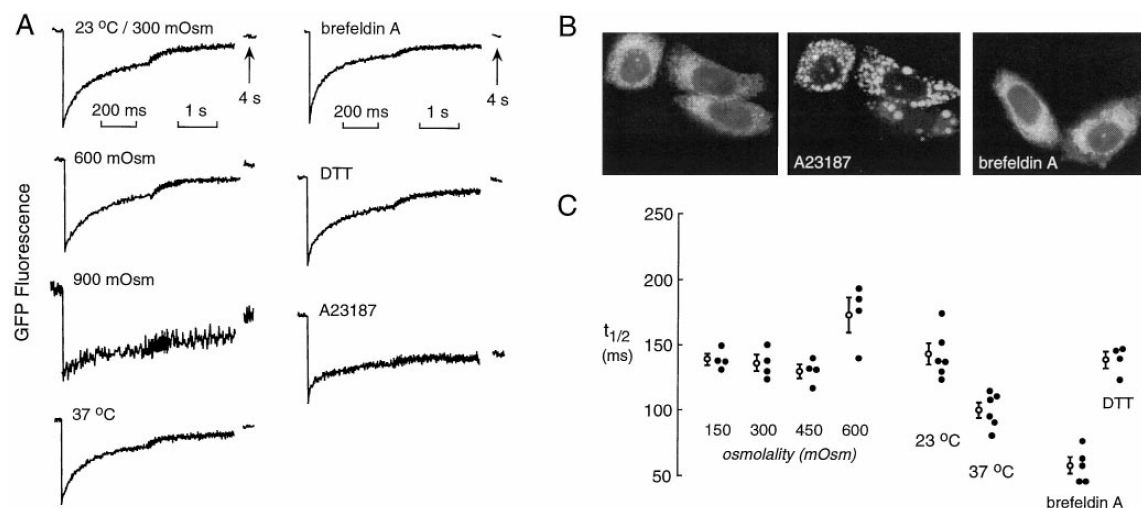 A
GFP Fluorescence
23 °C / 300 mOsm
4 s
200 ms
1 s
600 mOsm
900 mOsm
37 °C
brefeldin A
4 s
200 ms
1 s
DTT
A23187
B
A23187
brefeldin A
C
250
200
150
100
50
t1/2
(ms)
150 300 450 600
osmolality (mOsm)
23 °C
37 °C
brefeldin A
DTT